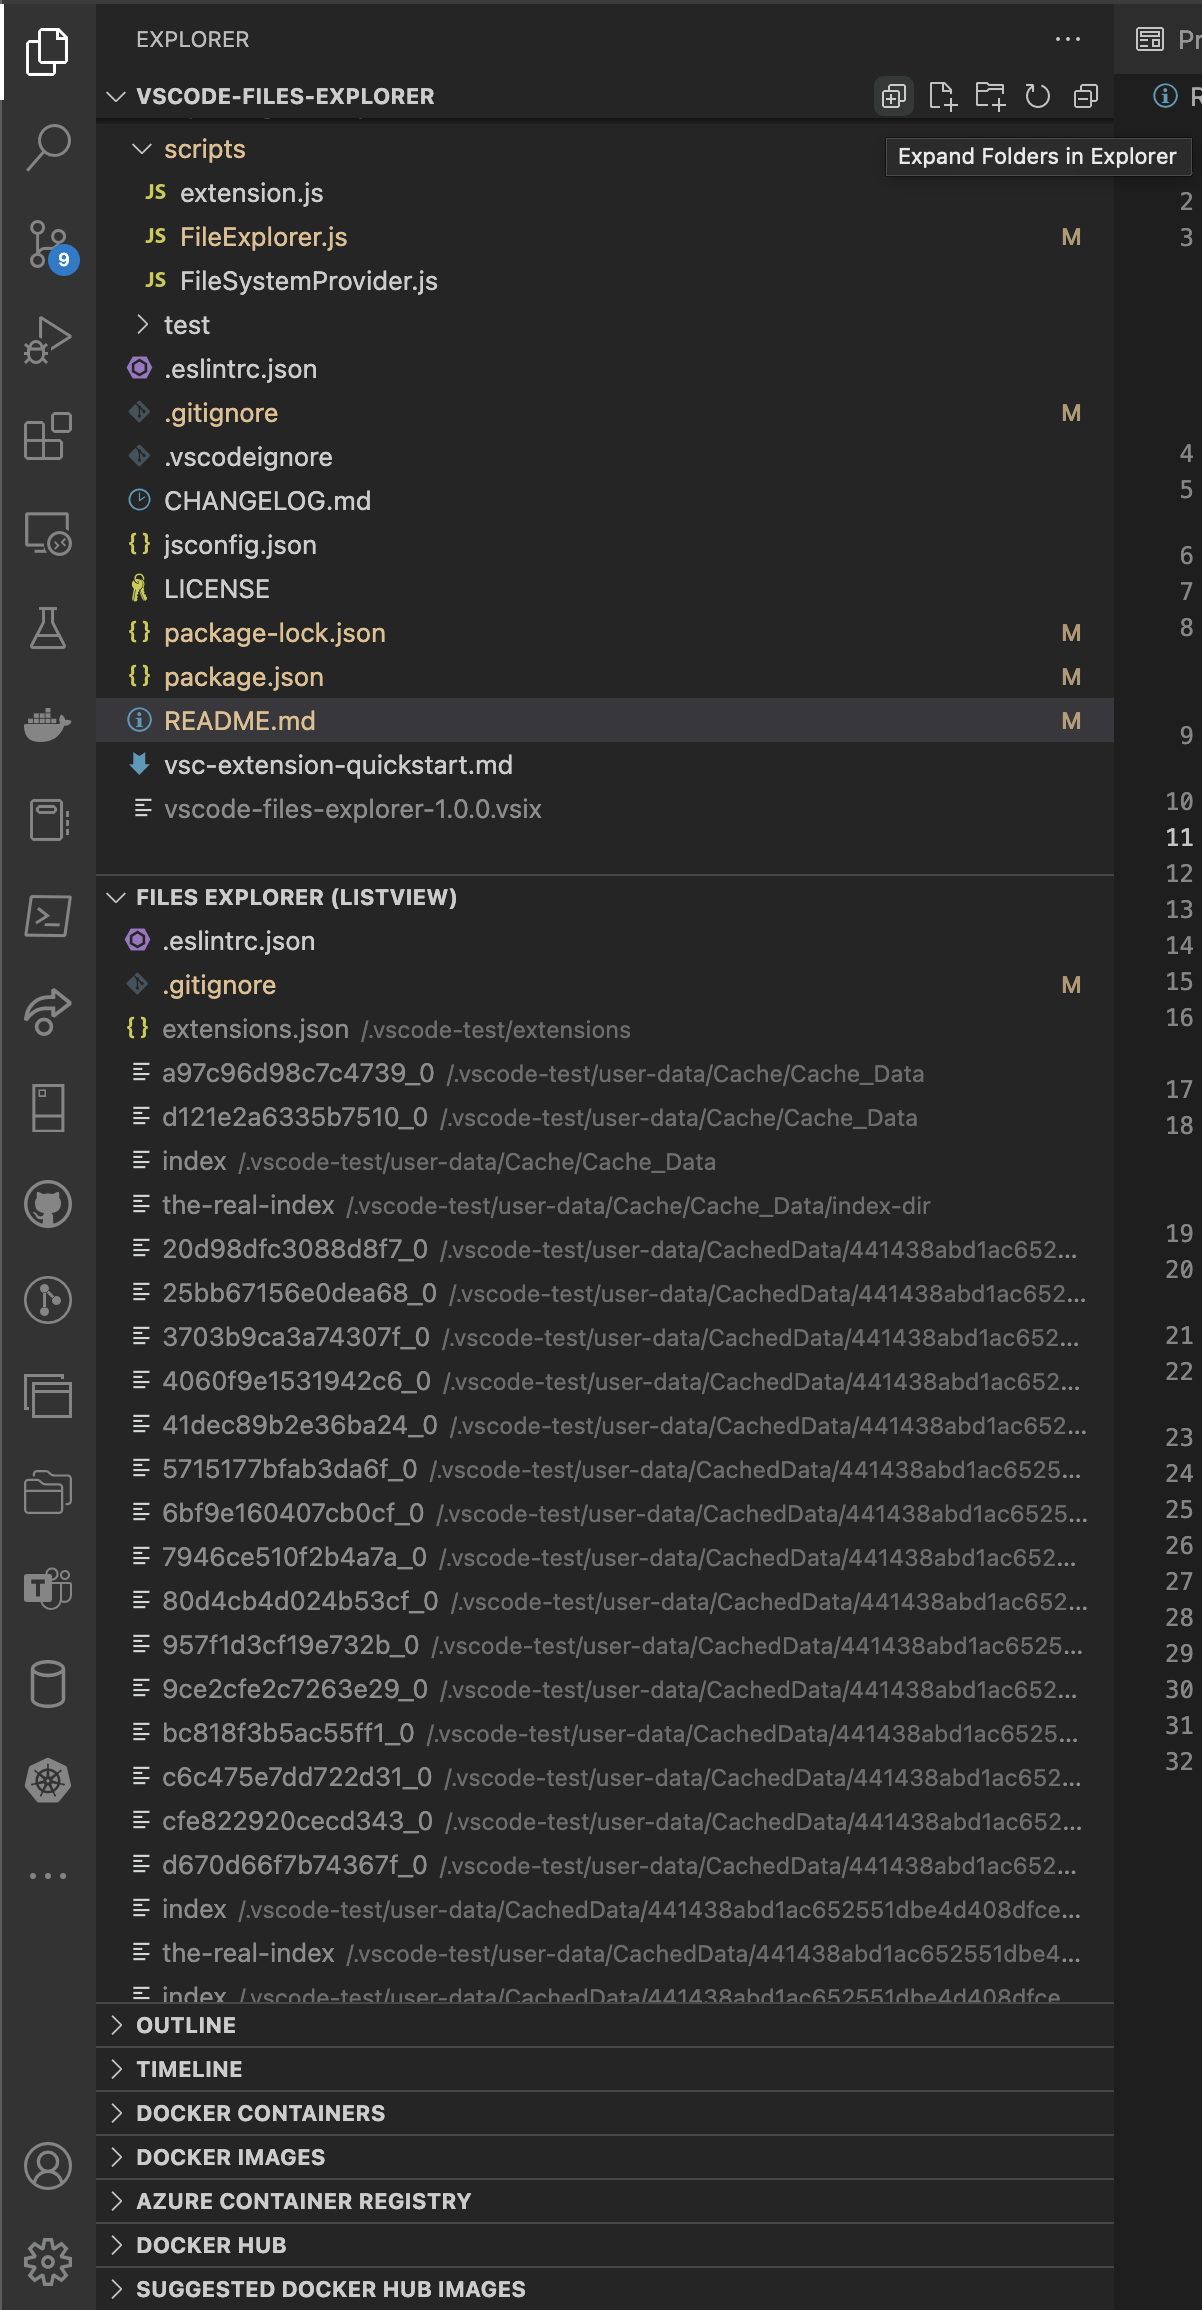 EXPLORER
Pr
VSCODE-FILES-EXPLORER
R
scripts
Expand Folders in Explorer
JS extension.js
2
JS FileExplorer.js M
3
JS FileSystemProvider.js
test
.eslintrc.json
.gitignore M
.vscodeignore
4
CHANGELOG.md
5
{} jsconfig.json
6
LICENSE
7
{} package-lock.json M
8
{} package.json M
README.md M
9
vsc-extension-quickstart.md
vscode-files-explorer-1.0.0.vsix
10
11
12
FILES EXPLORER (LISTVIEW)
13
.eslintrc.json
14
.gitignore M
15
{} extensions.json /.vscode-test/extensions
16
a97c96d98c7c4739_0 /.vscode-test/user-data/Cache/Cache_Data
17
d121e2a6335b7510_0 /.vscode-test/user-data/Cache/Cache_Data
18
index /.vscode-test/user-data/Cache/Cache_Data
the-real-index /.vscode-test/user-data/Cache/Cache_Data/index-dir
19
20d98dfc3088d8f7_0 /.vscode-test/user-data/CachedData/441438abd1ac652...
20
25bb67156e0dea68_0 /.vscode-test/user-data/CachedData/441438abd1ac652...
21
3703b9ca3a74307f_0 /.vscode-test/user-data/CachedData/441438abd1ac652...
22
4060f9e1531942c6_0 /.vscode-test/user-data/CachedData/441438abd1ac652...
41dec89b2e36ba24_0 /.vscode-test/user-data/CachedData/441438abd1ac652...
23
5715177bfab3da6f_0 /.vscode-test/user-data/CachedData/441438abd1ac6525...
24
6bf9e160407cb0cf_0 /.vscode-test/user-data/CachedData/441438abd1ac6525...
25
26
7946ce510f2b4a7a_0 /.vscode-test/user-data/CachedData/441438abd1ac652...
27
80d4cb4d024b53cf_0 /.vscode-test/user-data/CachedData/441438abd1ac652...
28
957f1d3cf19e732b_0 /.vscode-test/user-data/CachedData/441438abd1ac6525...
29
9ce2cfe2c7263e29_0 /.vscode-test/user-data/CachedData/441438abd1ac652...
30
bc818f3b5ac55ff1_0 /.vscode-test/user-data/CachedData/441438abd1ac6525...
31
c6c475e7dd722d31_0 /.vscode-test/user-data/CachedData/441438abd1ac652...
32
cfe822920cecd343_0 /.vscode-test/user-data/CachedData/441438abd1ac652...
d670d66f7b74367f_0 /.vscode-test/user-data/CachedData/441438abd1ac652...
index /.vscode-test/user-data/CachedData/441438abd1ac652551dbe4d408dfce...
the-real-index /.vscode-test/user-data/CachedData/441438abd1ac652551dbe4...
index /.vscode-test/user-data/CachedData/441438abd1ac652551dbe4d408dfce
OUTLINE
TIMELINE
DOCKER CONTAINERS
DOCKER IMAGES
AZURE CONTAINER REGISTRY
DOCKER HUB
SUGGESTED DOCKER HUB IMAGES
9
T